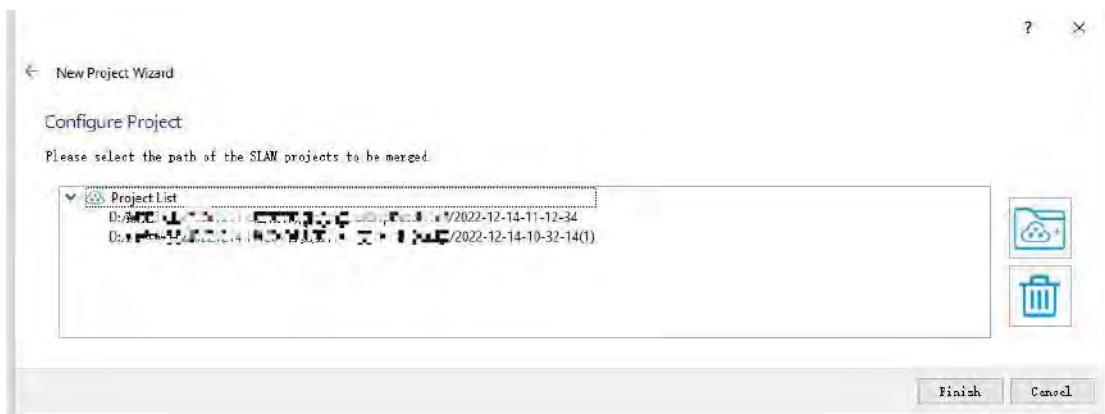 ?
×
← New Project Wizard
Configure Project
Please select the path of the SLAM projects to be merged
Project List
D:/ /2022-12-14-11-12-34
D:/ /2022-12-14-10-32-14(1)
Finish Cancel